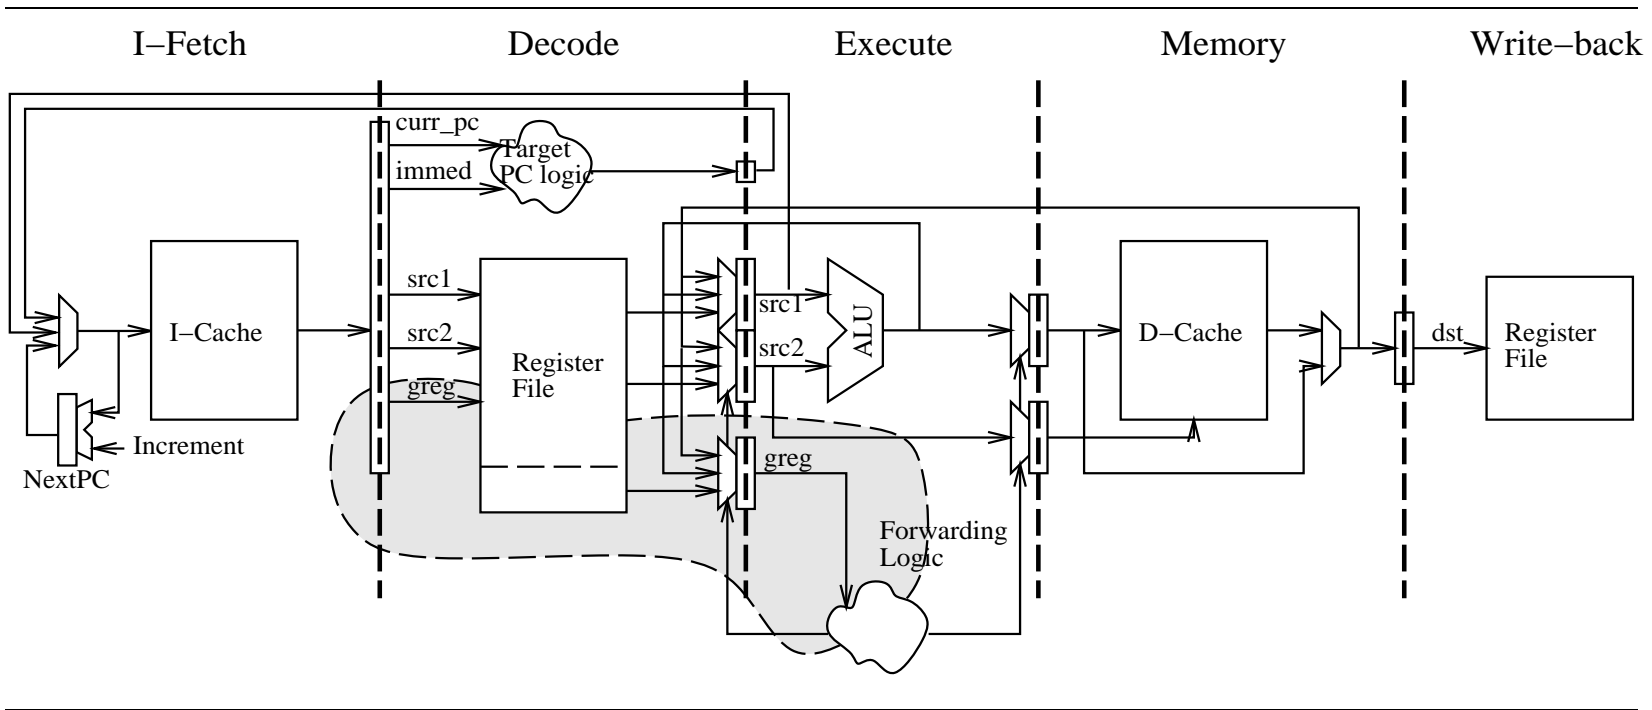 I–Fetch
Decode
Execute
Memory
Write–back
curr_pc
immed
Target
PC logic
I–Cache
Increment
NextPC
src1
src2
greg
Register
File
src1
src2
ALU
greg
Forwarding
Logic
D–Cache
dst
Register
File